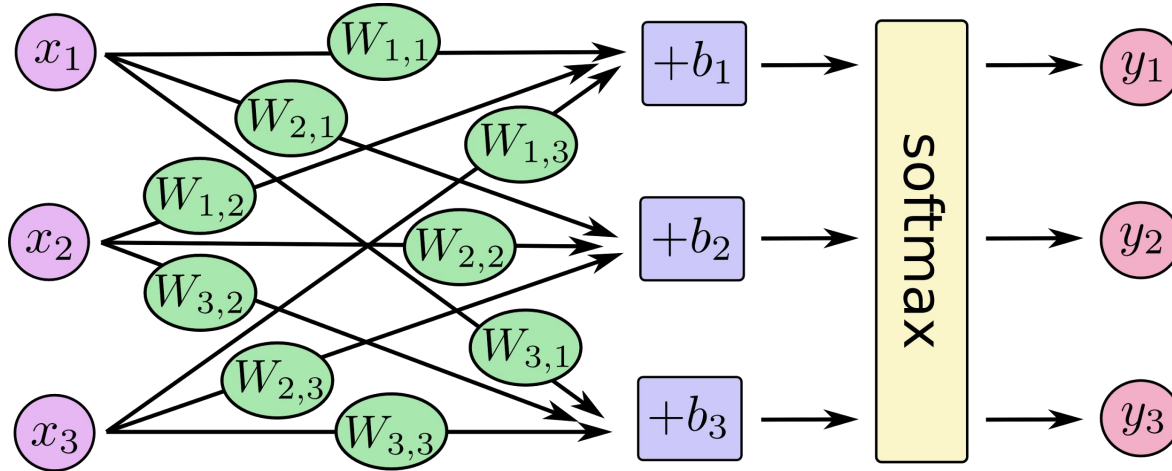 x₁ W₁,₁ +b₁ y₁
W₂,₁ W₁,₃
W₁,₂
x₂ W₂,₂ +b₂ softmax y₂
W₃,₂
W₃,₁
W₂,₃
x₃ W₃,₃ +b₃ y₃